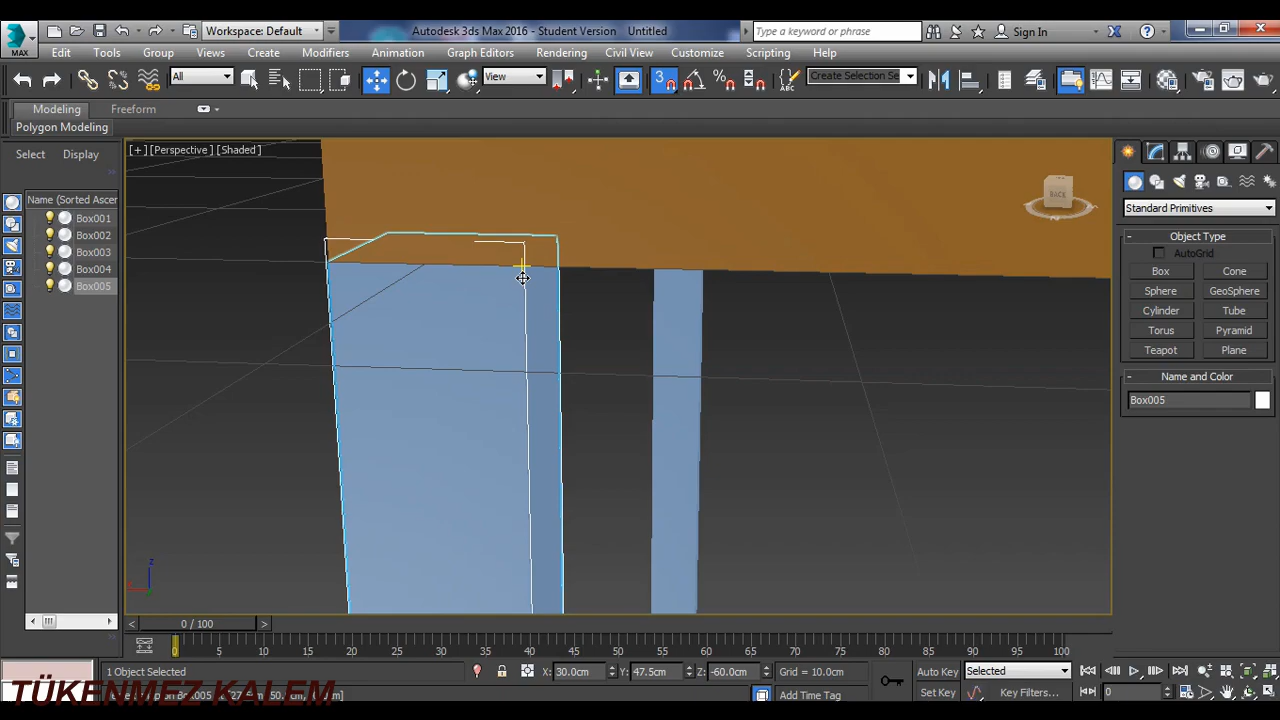 MAX Workspace: Default Autodesk 3ds Max 2016 - Student Version Untitled Type a keyword or phrase Sign In
Edit Tools Group Views Create Modifiers Animation Graph Editors Rendering Civil View Customize Scripting Help
All View 3 Create Selection Se
Modeling Freeform
Polygon Modeling
Select Display
[+] [Perspective ] [Shaded ]
Name (Sorted Ascen
Box001
Box002
Box003
Box004
Box005
BACK
Standard Primitives
- Object Type
AutoGrid
Box Cone
Sphere GeoSphere
Cylinder Tube
Torus Pyramid
Teapot Plane
- Name and Color
Box005
z
0 / 100
0 5 10 15 20 25 30 35 40 45 50 55 60 65 70 75 80 85 90 95 100
1 Object Selected X: 30.0cm Y: 47.5cm Z: -60.0cm Grid = 10.0cm Auto Key Selected
Add Time Tag Set Key Key Filters... 0
TÜKENMEZ KALEM